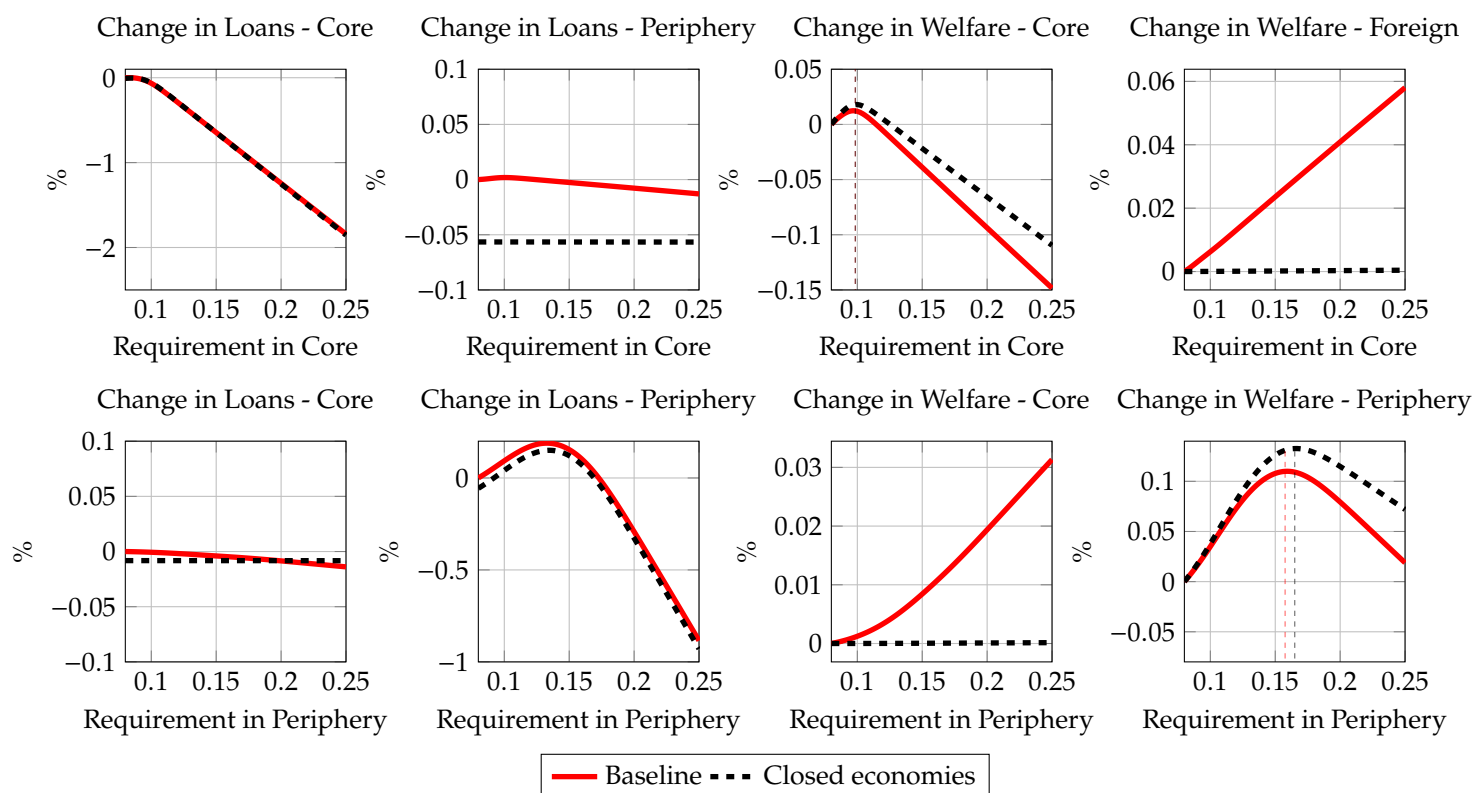 Change in Loans - Core
Change in Loans - Periphery
Change in Welfare - Core
Change in Welfare - Foreign
0
−1
−2
%
0.1 0.15 0.2 0.25
Requirement in Core
0.1
0.05
0
−0.05
−0.1
%
0.1 0.15 0.2 0.25
Requirement in Core
0.05
0
−0.05
−0.1
−0.15
%
0.1 0.15 0.2 0.25
Requirement in Core
0.06
0.04
0.02
0
%
0.1 0.15 0.2 0.25
Requirement in Core
Change in Loans - Core
Change in Loans - Periphery
Change in Welfare - Core
Change in Welfare - Periphery
0.1
0.05
0
−0.05
−0.1
%
0.1 0.15 0.2 0.25
Requirement in Periphery
0
−0.5
−1
%
0.1 0.15 0.2 0.25
Requirement in Periphery
0.03
0.02
0.01
0
%
0.1 0.15 0.2 0.25
Requirement in Periphery
0.1
0.05
0
−0.05
%
0.1 0.15 0.2 0.25
Requirement in Periphery
Baseline Closed economies